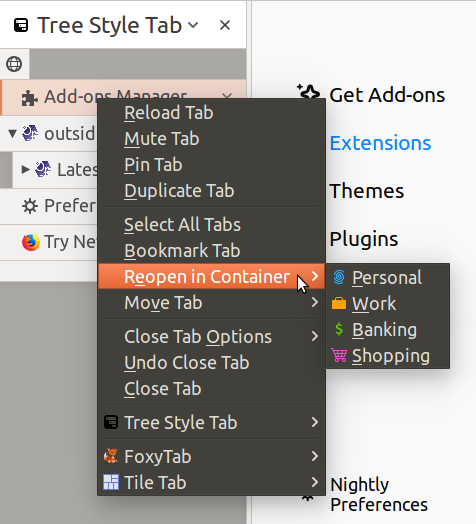 Tree Style Tab
Add-ons Manager
outsid
Lates
Prefer
Try Ne
Reload Tab
Mute Tab
Pin Tab
Duplicate Tab
Select All Tabs
Bookmark Tab
Reopen in Container
Move Tab
Close Tab Options
Undo Close Tab
Close Tab
Tree Style Tab
FoxyTab
Tile Tab
Personal
Work
$ Banking
Shopping
Get Add-ons
Extensions
Themes
Plugins
Nightly
Preferences